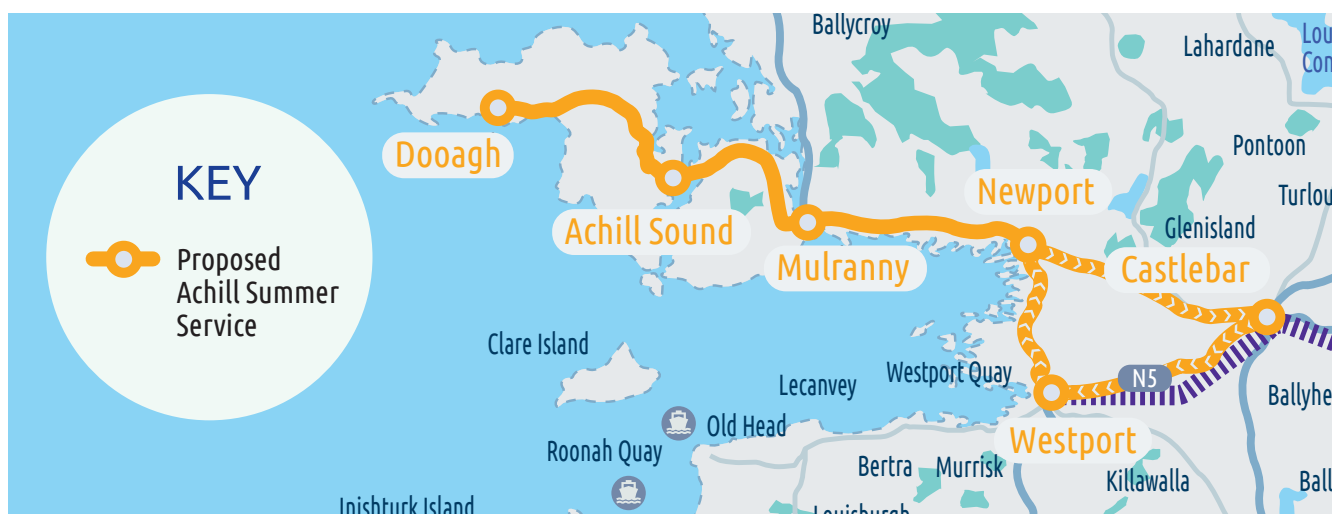 KEY
Proposed
Achill Summer
Service
Ballycroy
Lahardane
Dooagh
Pontoon
Newport
Achill Sound
Glenisland
Mulranny
Castlebar
Clare Island
Westport Quay
N5
Lecanvey
Old Head
Westport
Roonah Quay
Bertra
Murrisk
Killawalla